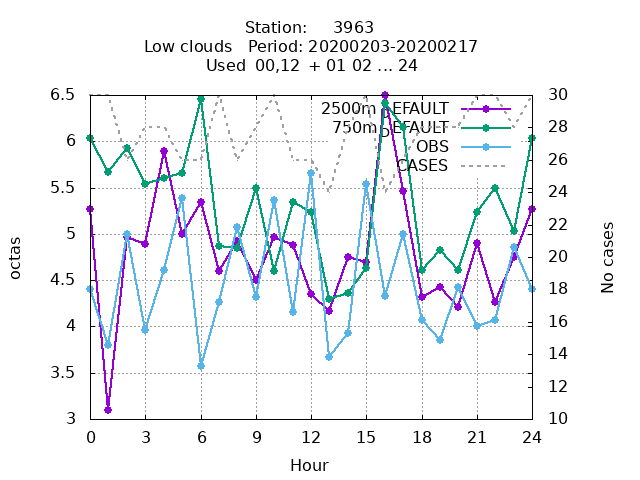 Station: 3963
Low clouds Period: 20200203-20200217
Used 00,12 + 01 02 ... 24
6.5
6
5.5
5
4.5
4
3.5
3
30
28
26
24
22
20
18
16
14
12
10
2500m_DEFAULT
750m_DEFAULT
OBS
CASES
octas
No cases
0 3 6 9 12 15 18 21 24
Hour